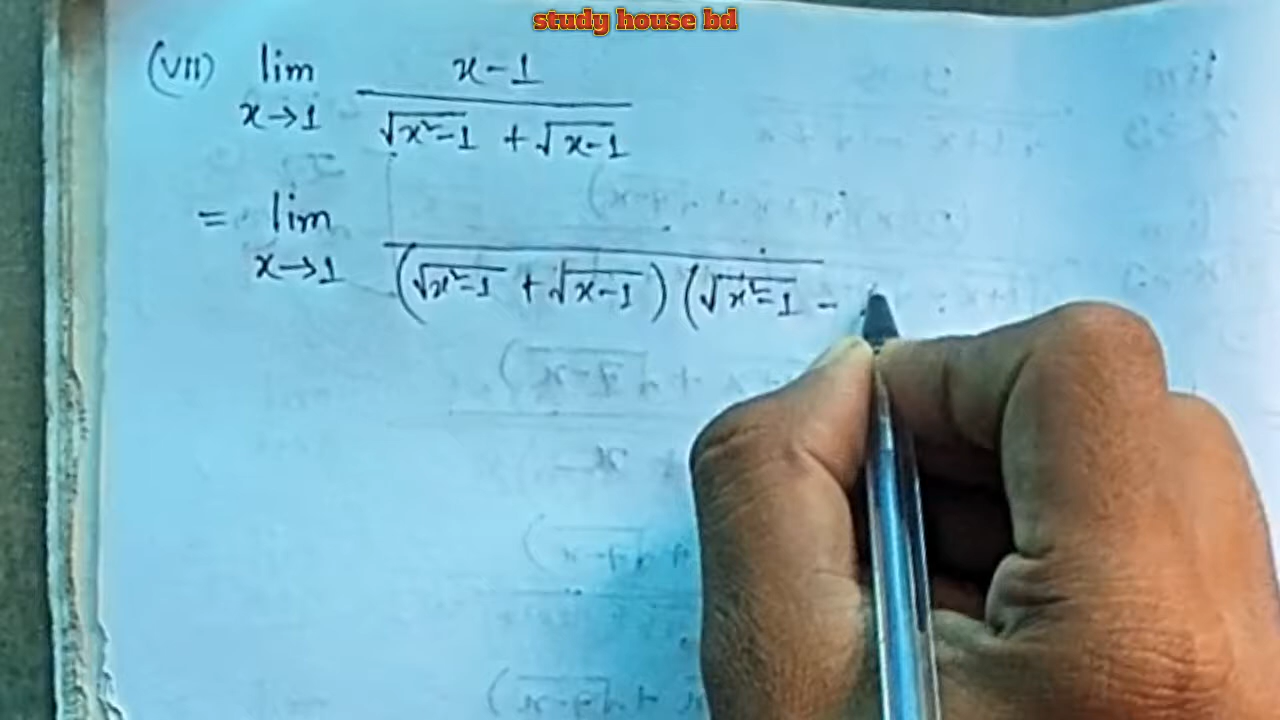 study house bd
(VII) lim x→1 x-1 / √x²-1 + √x-1
= lim x→1 / (√x²-1 + √x-1) (√x²-1 -